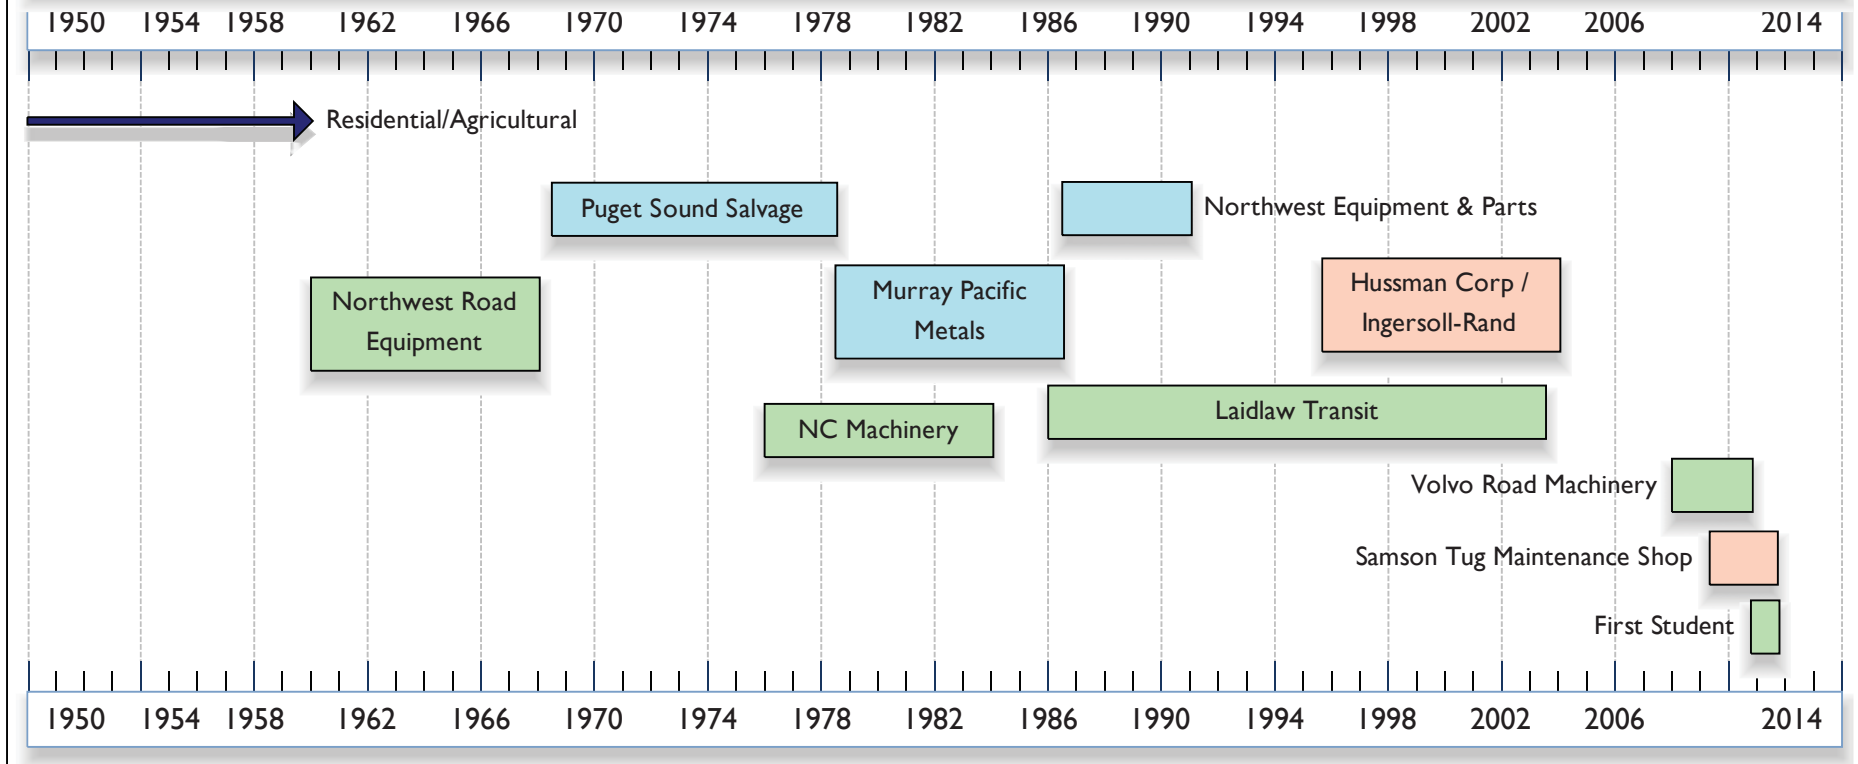 1950 1954 1958 1962 1966 1970 1974 1978 1982 1986 1990 1994 1998 2002 2006 2014
Residential/Agricultural
Puget Sound Salvage
Northwest Equipment & Parts
Northwest Road
Equipment
Murray Pacific
Metals
Hussman Corp /
Ingersoll-Rand
NC Machinery
Laidlaw Transit
Volvo Road Machinery
Samson Tug Maintenance Shop
First Student
1950 1954 1958 1962 1966 1970 1974 1978 1982 1986 1990 1994 1998 2002 2006 2014